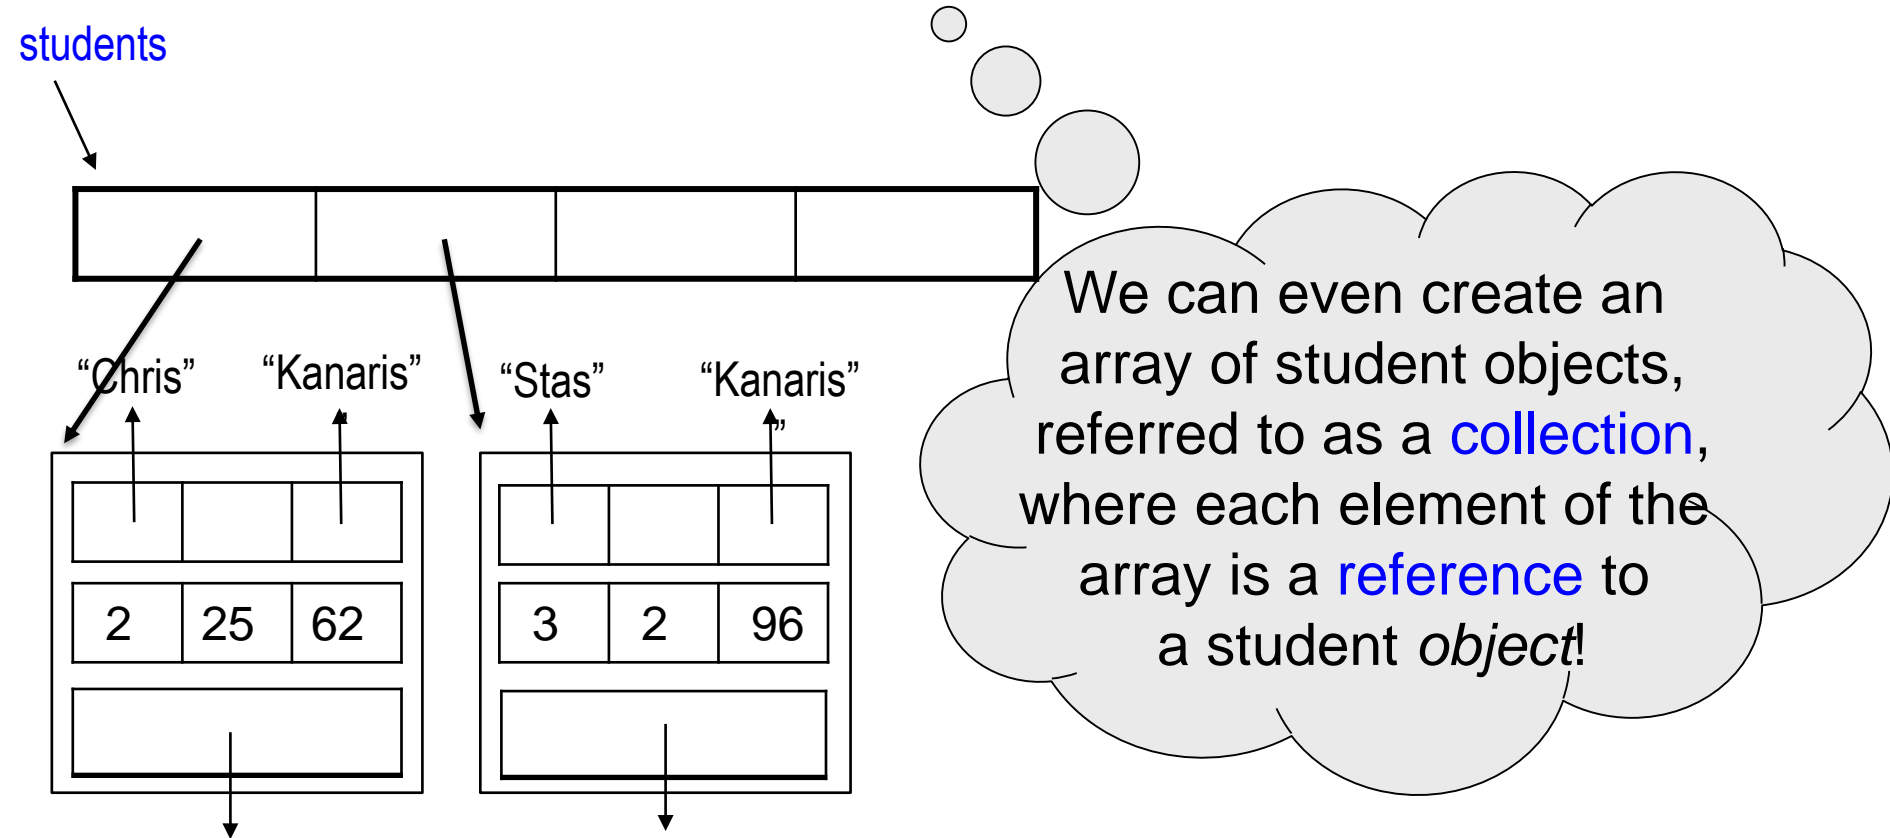 students
“Chris” “Kanaris” “Stas” “Kanaris”
”
2 25 62 3 2 96
We can even create an
array of student objects,
referred to as a collection,
where each element of the
array is a reference to
a student object!